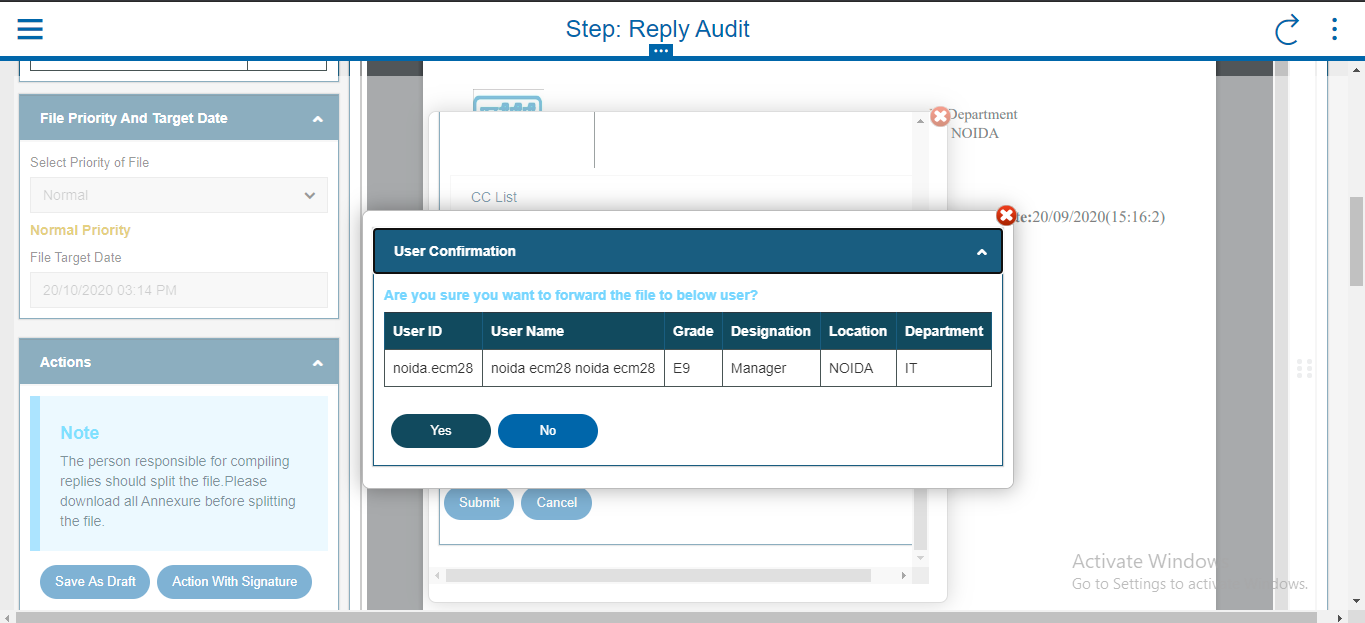 Step: Reply Audit
File Priority And Target Date
Select Priority of File
Normal
Normal Priority
File Target Date
20/10/2020 03:14 PM
Actions
Note
The person responsible for compiling
replies should split the file.Please
download all Annexure before splitting
the file.
Save As Draft
Action With Signature
Department
NOIDA
te:20/09/2020(15:16:2)
CC List
User Confirmation
Are you sure you want to forward the file to below user?
User ID User Name Grade Designation Location Department
noida.ecm28 noida ecm28 noida ecm28 E9 Manager NOIDA IT
Yes No
Submit Cancel
Activate Windows
Go to Settings to activate Windows.